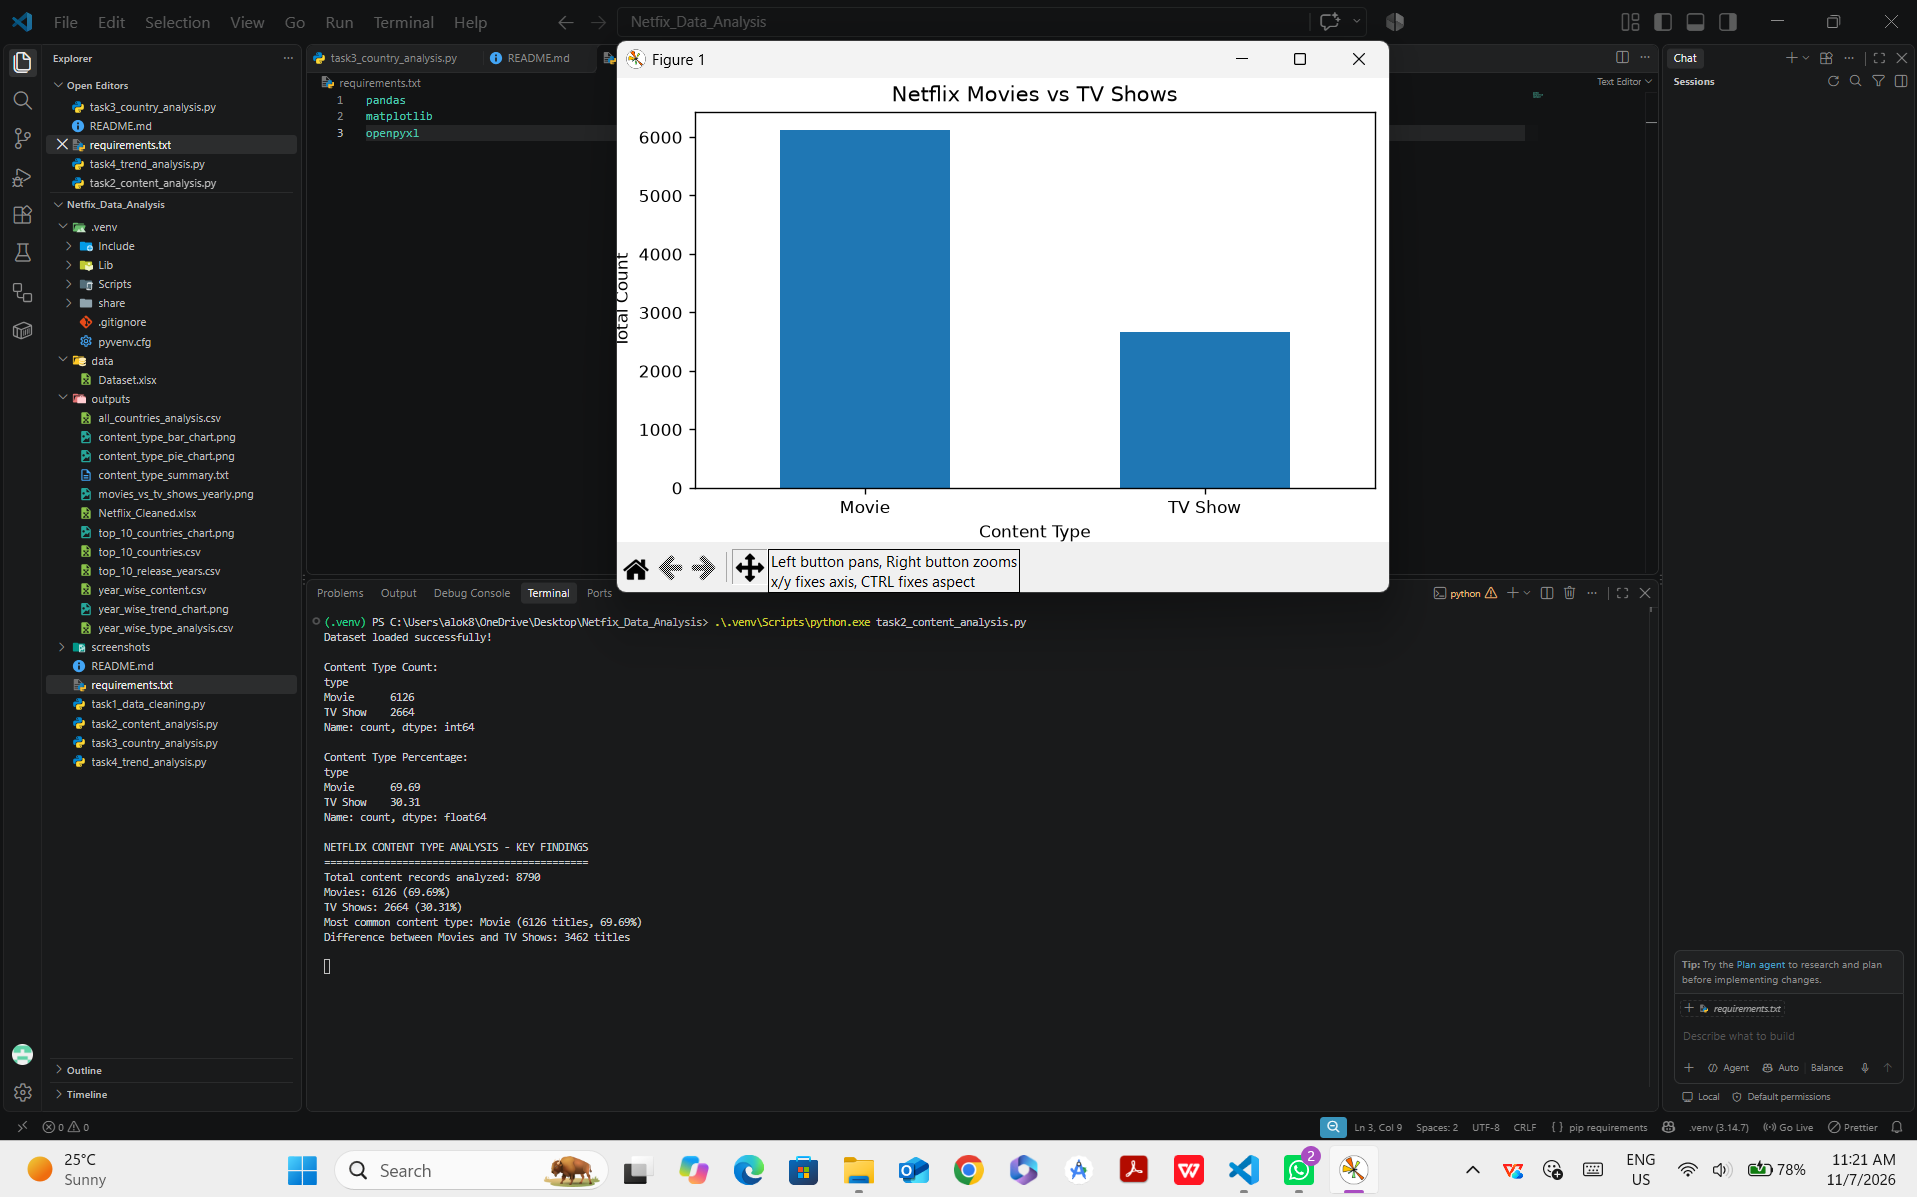 File Edit Selection View Go Run Terminal Help
Netfix_Data_Analysis
Explorer
Open Editors
task3_country_analysis.py
README.md
requirements.txt
task4_trend_analysis.py
task2_content_analysis.py
Netfix_Data_Analysis
.venv
Include
Lib
Scripts
share
.gitignore
pyvenv.cfg
data
Dataset.xlsx
outputs
all_countries_analysis.csv
content_type_bar_chart.png
content_type_pie_chart.png
content_type_summary.txt
movies_vs_tv_shows_yearly.png
Netflix_Cleaned.xlsx
top_10_countries_chart.png
top_10_countries.csv
top_10_release_years.csv
year_wise_content.csv
year_wise_trend_chart.png
year_wise_type_analysis.csv
screenshots
README.md
requirements.txt
task1_data_cleaning.py
task2_content_analysis.py
task3_country_analysis.py
task4_trend_analysis.py
Outline
Timeline
task3_country_analysis.py README.md
requirements.txt
Text Editor
1 pandas
2 matplotlib
3 openpyxl
Figure 1
Netflix Movies vs TV Shows
6000
5000
4000
3000
2000
1000
0
Total Count
Movie TV Show
Content Type
Left button pans, Right button zooms
x/y fixes axis, CTRL fixes aspect
Problems Output Debug Console Terminal Ports
python
(.venv) PS C:\Users\alok8\OneDrive\Desktop\Netfix_Data_Analysis> .\.venv\Scripts\python.exe task2_content_analysis.py
Dataset loaded successfully!
Content Type Count:
type
Movie 6126
TV Show 2664
Name: count, dtype: int64
Content Type Percentage:
type
Movie 69.69
TV Show 30.31
Name: count, dtype: float64
NETFLIX CONTENT TYPE ANALYSIS - KEY FINDINGS
============================================
Total content records analyzed: 8790
Movies: 6126 (69.69%)
TV Shows: 2664 (30.31%)
Most common content type: Movie (6126 titles, 69.69%)
Difference between Movies and TV Shows: 3462 titles
Chat
Sessions
Tip: Try the Plan agent to research and plan
before implementing changes.
requirements.txt
Describe what to build
Agent Auto Balance
Local Default permissions
0 0
Ln 3, Col 9 Spaces: 2 UTF-8 CRLF { } pip requirements .venv (3.14.7) Go Live Prettier
25°C
Sunny
Search
2
ENG
US
78%
11:21 AM
11/7/2026